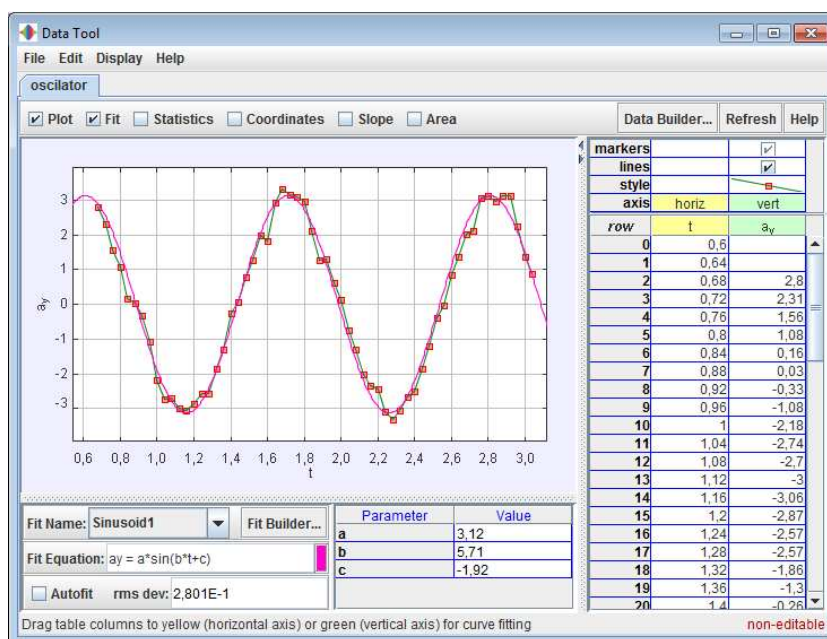 Data Tool
File Edit Display Help
oscilator
Plot Fit Statistics Coordinates Slope Area Data Builder... Refresh Help
markers
lines
style
axis horiz vert
row t ay
0 0,6
1 0,64
2 0,68 2,8
3 0,72 2,31
4 0,76 1,56
5 0,8 1,08
6 0,84 0,16
7 0,88 0,03
8 0,92 -0,33
9 0,96 -1,08
10 1 -2,18
11 1,04 -2,74
12 1,08 -2,7
13 1,12 -3
14 1,16 -3,06
15 1,2 -2,87
16 1,24 -2,57
17 1,28 -2,57
18 1,32 -1,86
19 1,36 -1,3
20 1,4 -0,26
3
2
1
0
-1
-2
-3
ay
0,6 0,8 1,0 1,2 1,4 1,6 1,8 2,0 2,2 2,4 2,6 2,8 3,0
t
Fit Name: Sinusoid1 Fit Builder...
Fit Equation: ay = a*sin(b*t+c)
Autofit rms dev: 2,801E-1
Parameter Value
a 3,12
b 5,71
c -1,92
Drag table columns to yellow (horizontal axis) or green (vertical axis) for curve fitting non-editable